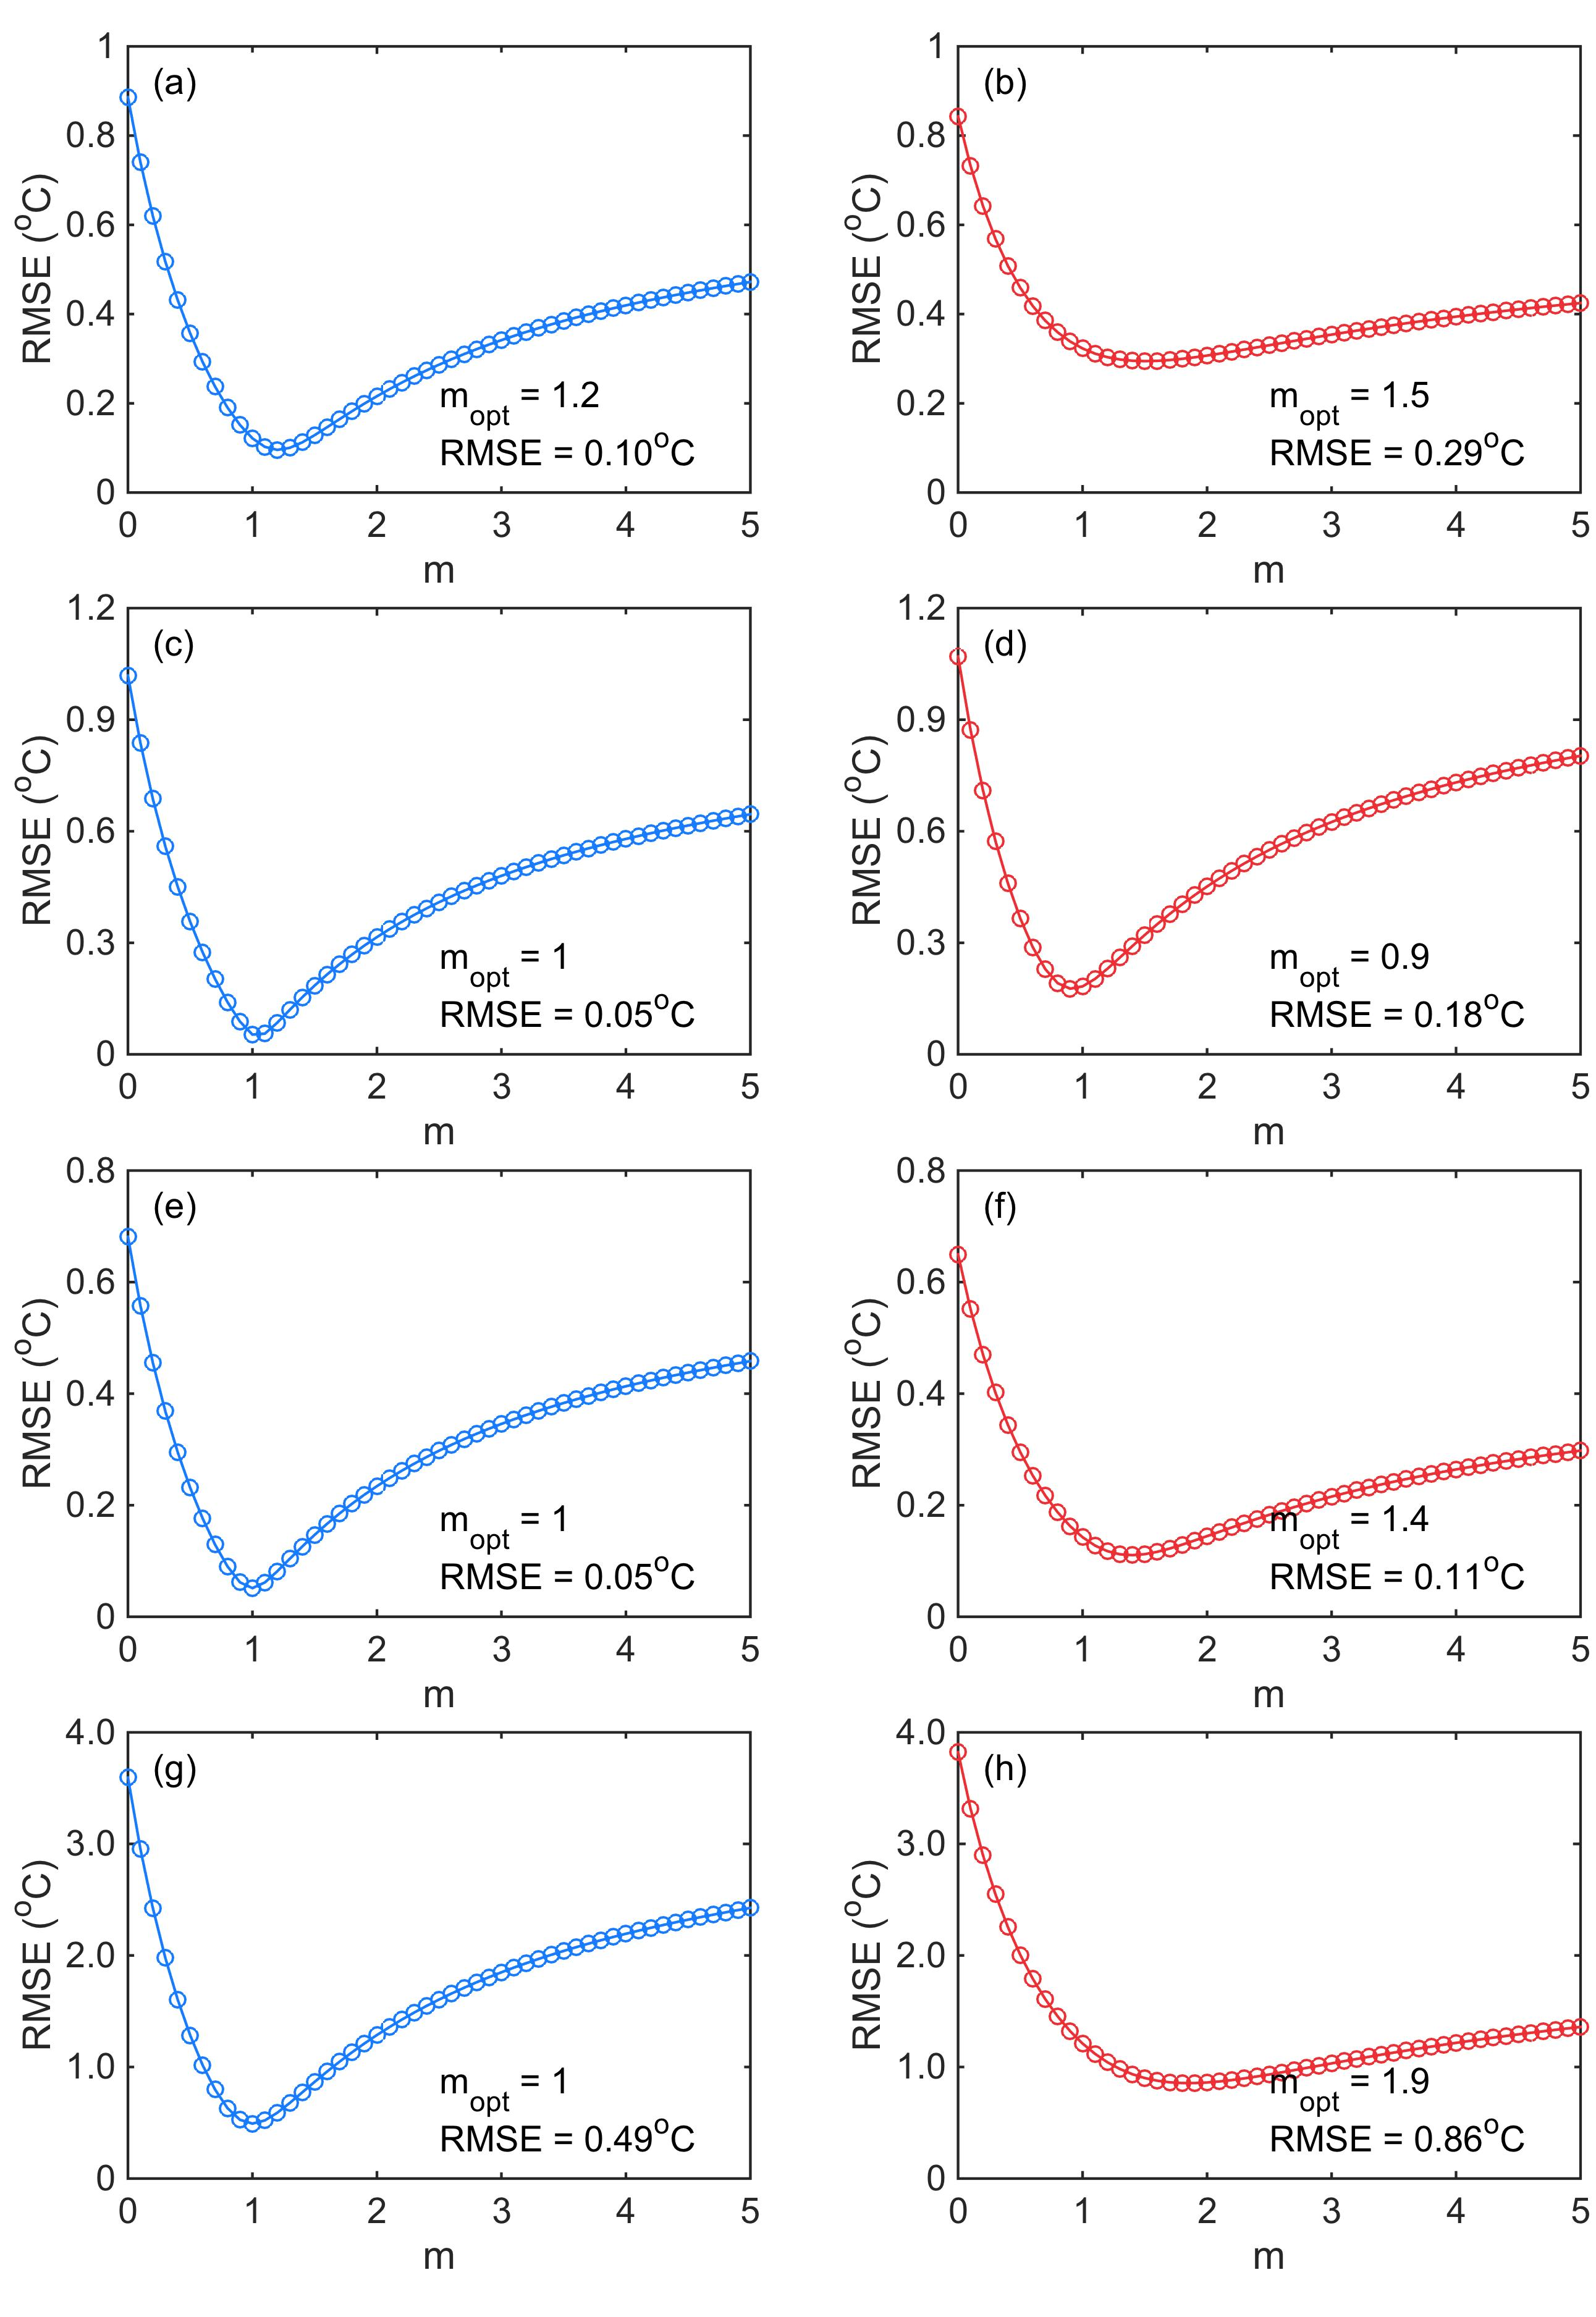 (a)
1
0.8
0.6
0.4
0.2
0
RMSE (°C)
m_opt = 1.2
RMSE = 0.10°C
0 1 2 3 4 5
m
(b)
1
0.8
0.6
0.4
0.2
0
RMSE (°C)
m_opt = 1.5
RMSE = 0.29°C
0 1 2 3 4 5
m
(c)
1.2
0.9
0.6
0.3
0
RMSE (°C)
m_opt = 1
RMSE = 0.05°C
0 1 2 3 4 5
m
(d)
1.2
0.9
0.6
0.3
0
RMSE (°C)
m_opt = 0.9
RMSE = 0.18°C
0 1 2 3 4 5
m
(e)
0.8
0.6
0.4
0.2
0
RMSE (°C)
m_opt = 1
RMSE = 0.05°C
0 1 2 3 4 5
m
(f)
0.8
0.6
0.4
0.2
0
RMSE (°C)
m_opt = 1.4
RMSE = 0.11°C
0 1 2 3 4 5
m
(g)
4.0
3.0
2.0
1.0
0
RMSE (°C)
m_opt = 1
RMSE = 0.49°C
0 1 2 3 4 5
m
(h)
4.0
3.0
2.0
1.0
0
RMSE (°C)
m_opt = 1.9
RMSE = 0.86°C
0 1 2 3 4 5
m